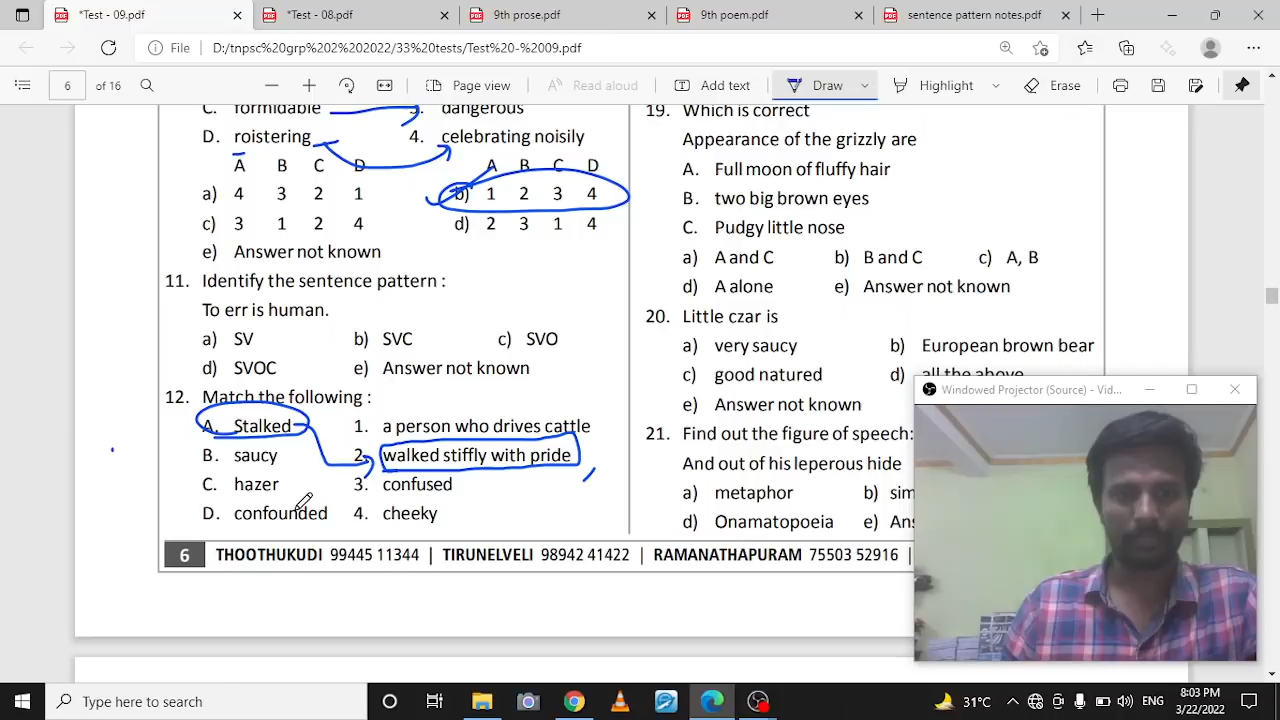 *Test - 09.pdf
*Test - 08.pdf
9th prose.pdf
9th poem.pdf
sentence pattern notes.pdf
File
D:/tnpsc%20grp%202%202022/33%20tests/Test%20-%2009.pdf
6 of 16
Page view
Read aloud
Add text
Draw
Highlight
Erase
C. formidable 3. dangerous
D. roistering 4. celebrating noisily
A B C D A B C D
a) 4 3 2 1 b) 1 2 3 4
c) 3 1 2 4 d) 2 3 1 4
e) Answer not known
11. Identify the sentence pattern :
To err is human.
a) SV b) SVC c) SVO
d) SVOC e) Answer not known
12. Match the following :
A. Stalked 1. a person who drives cattle
B. saucy 2. walked stiffly with pride
C. hazer 3. confused
D. confounded 4. cheeky
19. Which is correct
Appearance of the grizzly are
A. Full moon of fluffy hair
B. two big brown eyes
C. Pudgy little nose
a) A and C b) B and C c) A, B
d) A alone e) Answer not known
20. Little czar is
a) very saucy b) European brown bear
c) good natured d) all the above
e) Answer not known
21. Find out the figure of speech:
And out of his leperous hide
a) metaphor b) sim
d) Onamatopoeia e) Ans
6 THOOTHUKUDI 99445 11344 | TIRUNELVELI 98942 41422 | RAMANATHAPURAM 75503 52916 |
Windowed Projector (Source) - Vid...
Type here to search
31°C
ENG
8:03 PM
3/22/2022